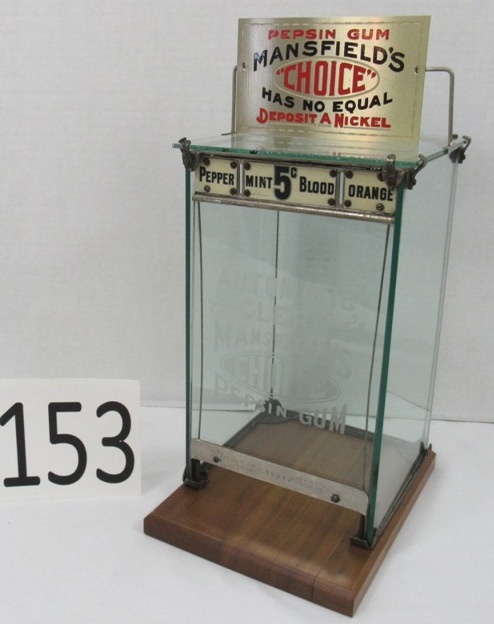 PEPSIN GUM
MANSFIELD'S
"CHOICE"
HAS NO EQUAL
DEPOSIT A NICKEL
PEPPER MINT 5¢ BLOOD ORANGE
CHOICE
PEPSIN GUM
153